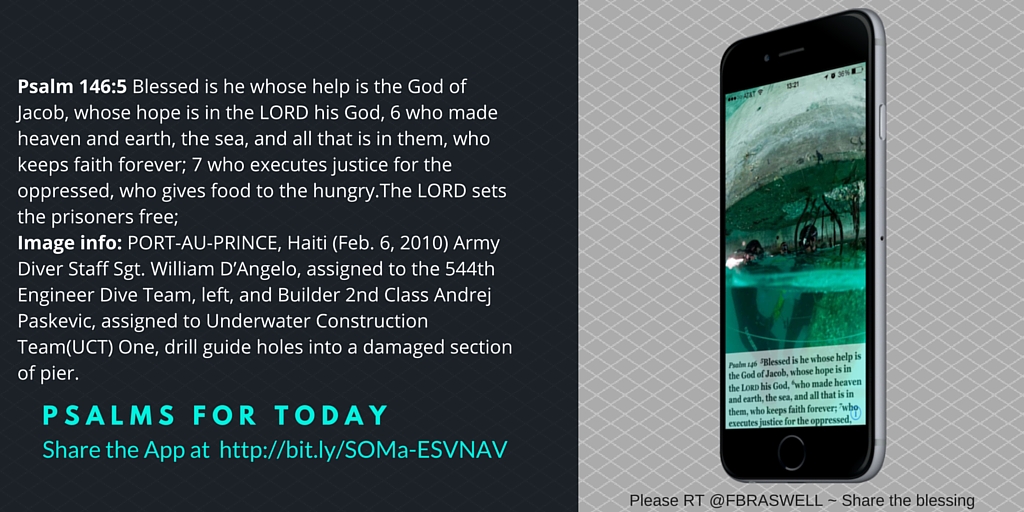 Psalm 146:5 Blessed is he whose help is the God of
Jacob, whose hope is in the LORD his God, 6 who made
heaven and earth, the sea, and all that is in them, who
keeps faith forever; 7 who executes justice for the
oppressed, who gives food to the hungry.The LORD sets
the prisoners free;
Image info: PORT-AU-PRINCE, Haiti (Feb. 6, 2010) Army
Diver Staff Sgt. William D’Angelo, assigned to the 544th
Engineer Dive Team, left, and Builder 2nd Class Andrej
Paskevic, assigned to Underwater Construction
Team(UCT) One, drill guide holes into a damaged section
of pier.
PSALMS FOR TODAY
Share the App at http://bit.ly/SOMa-ESVNAV
AT&T 13:21 36%
Psalm 146 5Blessed is he whose help is
the God of Jacob, whose hope is in
the LORD his God, 6who made heaven
and earth, the sea, and all that is in
them, who keeps faith forever; 7who
executes justice for the oppressed,
Please RT @FBRASWELL ~ Share the blessing